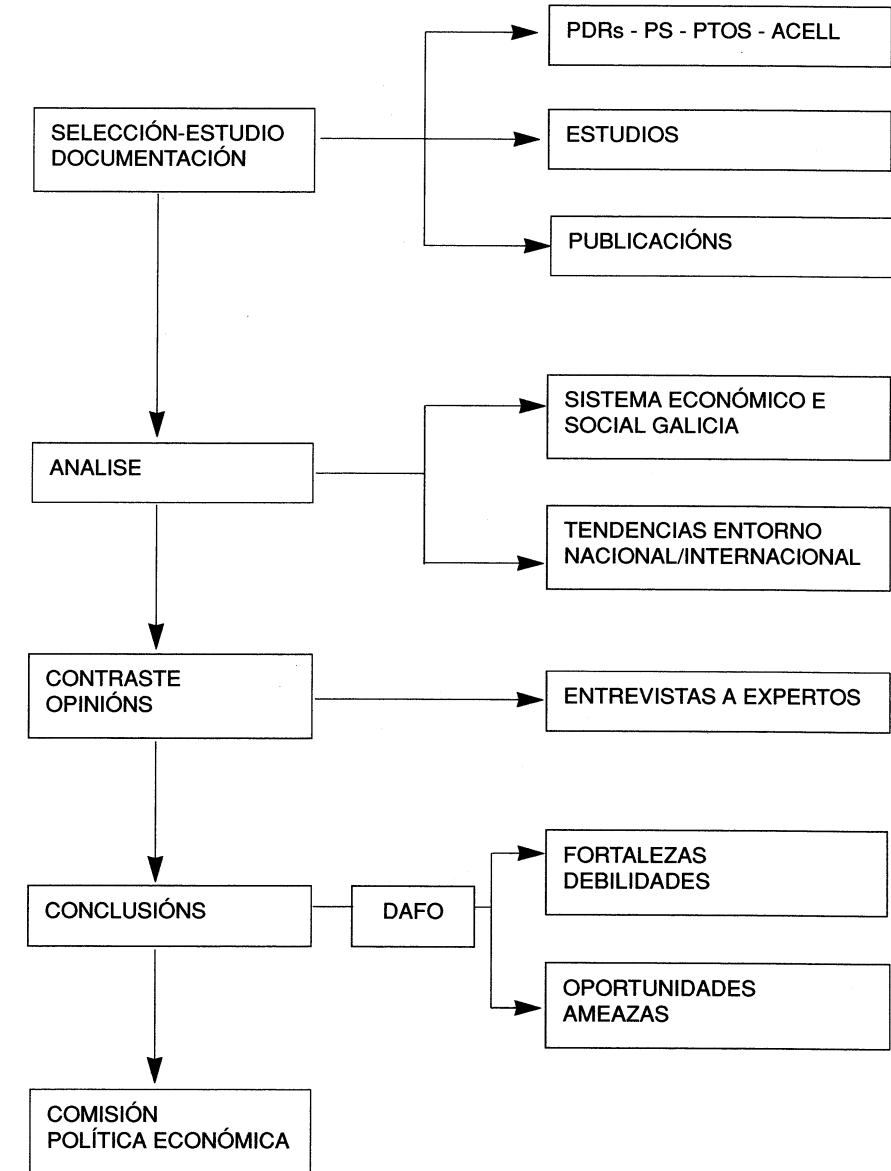 PDRs - PS - PTOS - ACELL
SELECCIÓN-ESTUDIO
DOCUMENTACIÓN
ESTUDIOS
PUBLICACIÓNS
SISTEMA ECONÓMICO E
SOCIAL GALICIA
ANALISE
TENDENCIAS ENTORNO
NACIONAL/INTERNACIONAL
CONTRASTE
OPINIÓNS
ENTREVISTAS A EXPERTOS
FORTALEZAS
DEBILIDADES
CONCLUSIÓNS
DAFO
OPORTUNIDADES
AMEAZAS
COMISIÓN
POLÍTICA ECONÓMICA